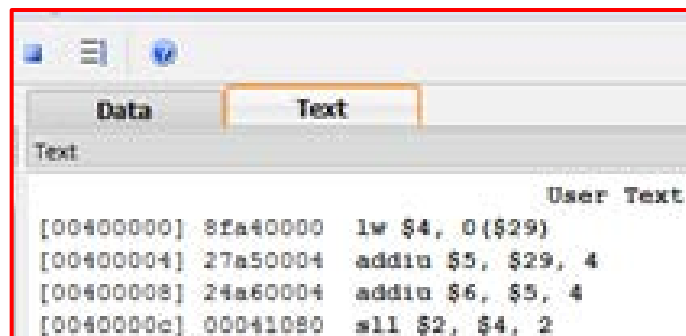 Data Text
Text
User Text
[00400000] 8fa40000 lw $4, 0($29)
[00400004] 27a50004 addiu $5, $29, 4
[00400008] 24a60004 addiu $6, $5, 4
[0040000c] 00041080 sll $2, $4, 2